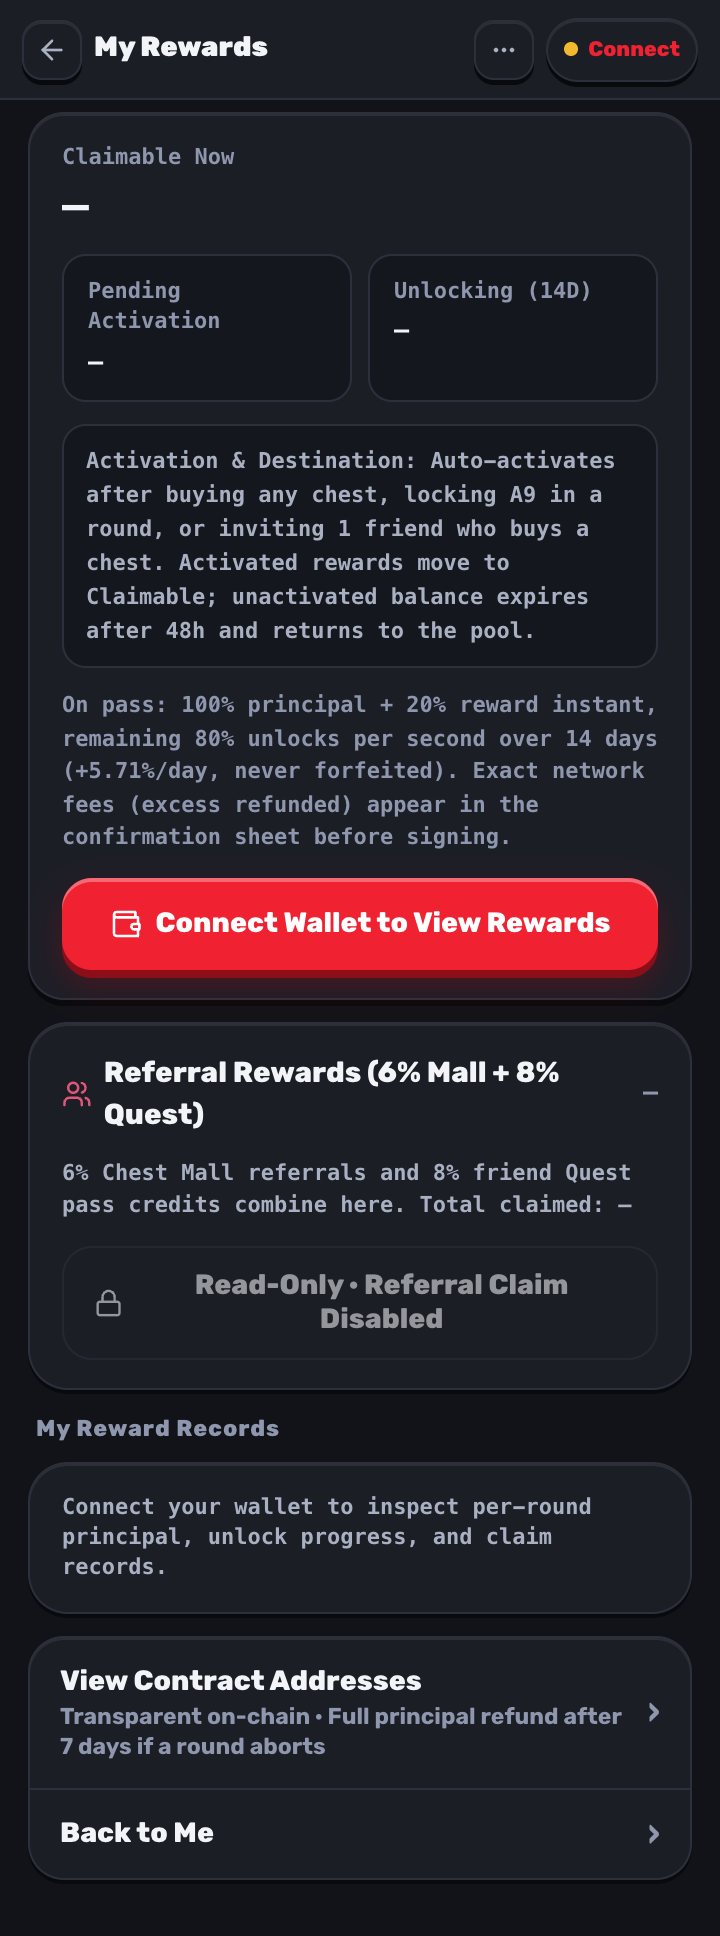 My Rewards
Connect
Claimable Now
—
Pending
Activation
—
Unlocking (14D)
—
Activation & Destination: Auto–activates
after buying any chest, locking A9 in a
round, or inviting 1 friend who buys a
chest. Activated rewards move to
Claimable; unactivated balance expires
after 48h and returns to the pool.
On pass: 100% principal + 20% reward instant,
remaining 80% unlocks per second over 14 days
(+5.71%/day, never forfeited). Exact network
fees (excess refunded) appear in the
confirmation sheet before signing.
Connect Wallet to View Rewards
Referral Rewards (6% Mall + 8%
Quest)
—
6% Chest Mall referrals and 8% friend Quest
pass credits combine here. Total claimed: —
Read-Only · Referral Claim
Disabled
My Reward Records
Connect your wallet to inspect per–round
principal, unlock progress, and claim
records.
View Contract Addresses
Transparent on-chain · Full principal refund after
7 days if a round aborts
Back to Me